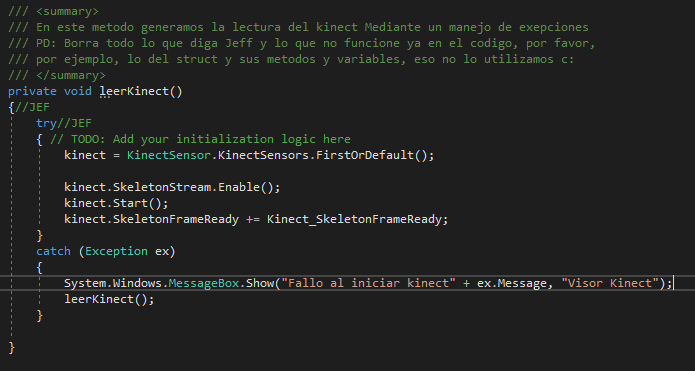 /// <summary>
/// En este metodo generamos la lectura del kinect Mediante un manejo de exepciones
/// PD: Borra todo lo que diga Jeff y lo que no funcione ya en el codigo, por favor,
/// por ejemplo, lo del struct y sus metodos y variables, eso no lo utilizamos c:
/// </summary>
private void leerKinect()
{//JEF
try//JEF
{ // TODO: Add your initialization logic here
kinect = KinectSensor.KinectSensors.FirstOrDefault();
kinect.SkeletonStream.Enable();
kinect.Start();
kinect.SkeletonFrameReady += Kinect_SkeletonFrameReady;
}
catch (Exception ex)
{
System.Windows.MessageBox.Show("Fallo al iniciar kinect" + ex.Message, "Visor Kinect");
leerKinect();
}
}